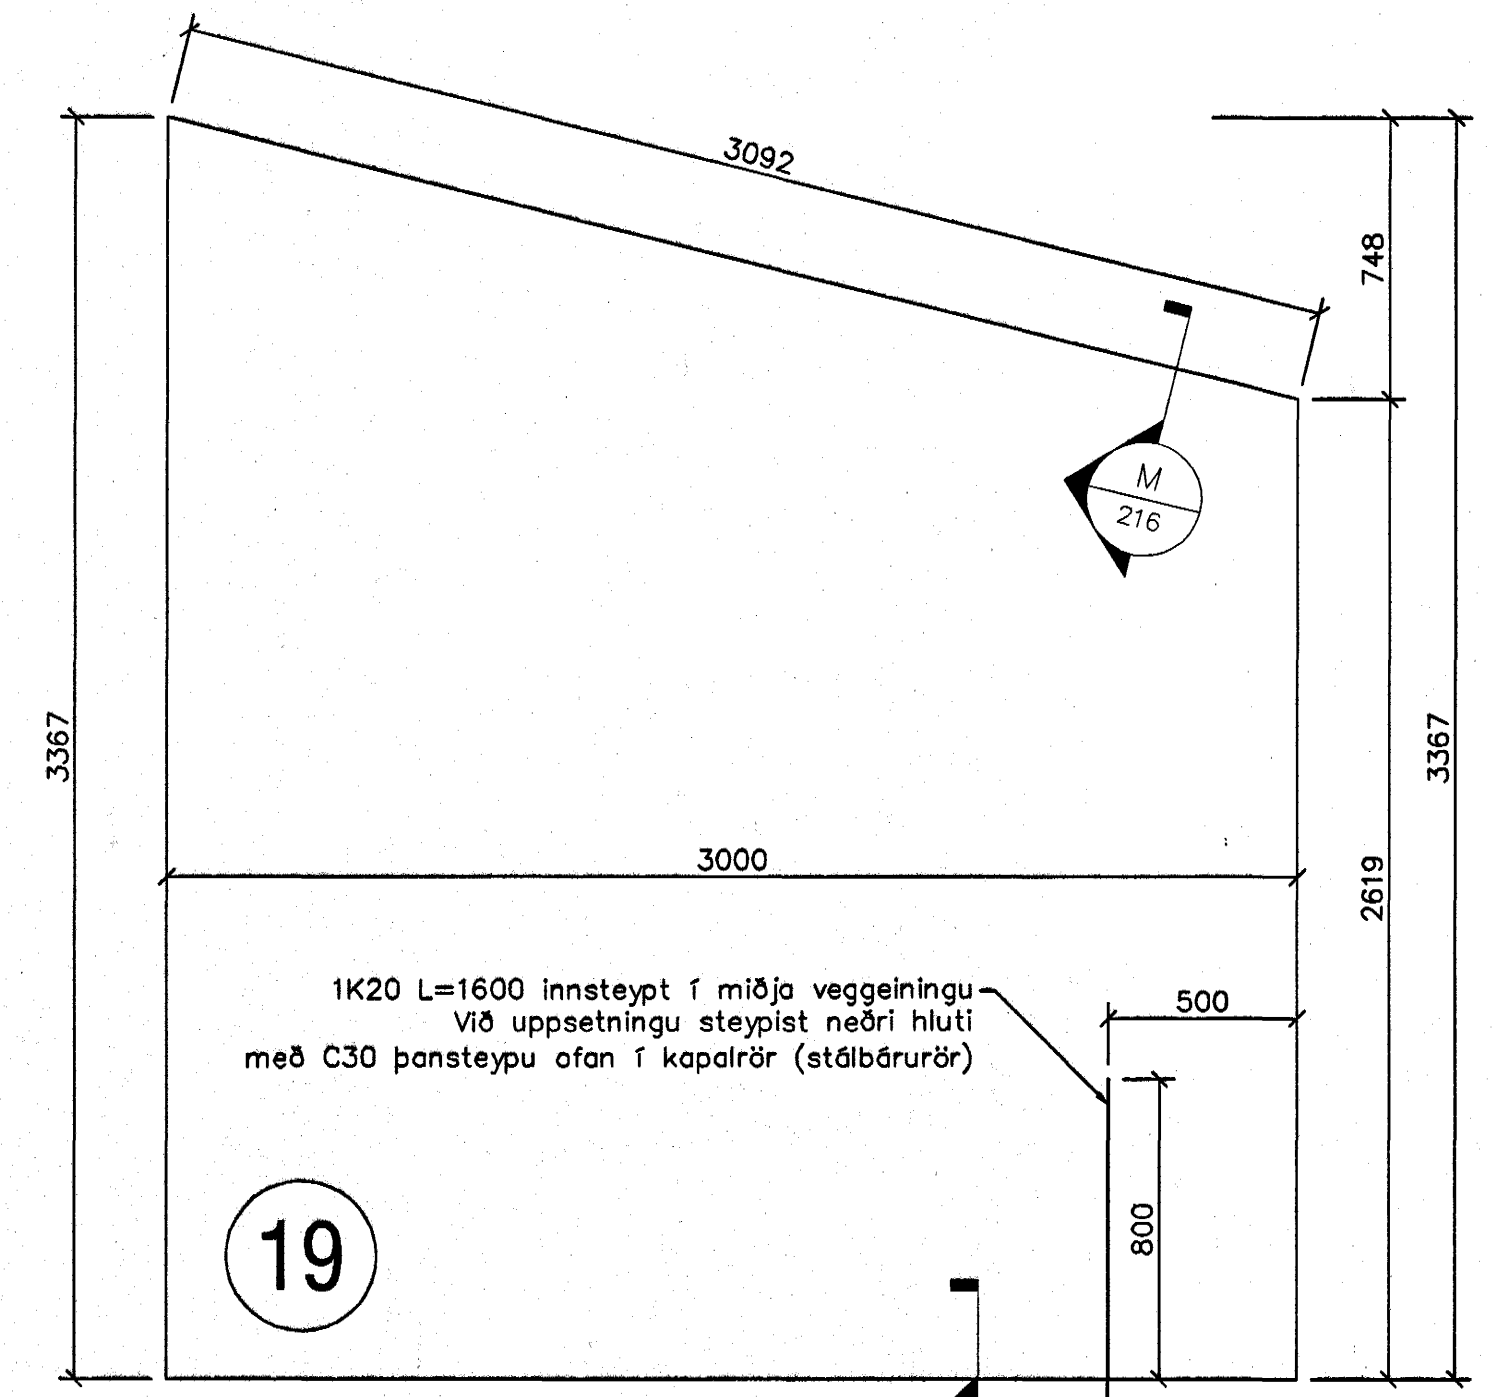 3092
748
M
216
3367
3367
3000
2619
1K20 L=1600 innsteypt í miðja veggeiningu
Við uppsetningu steypist neðri hluti
með C30 þansteypu ofan í kapalrör (stálbárurör)
500
800
19